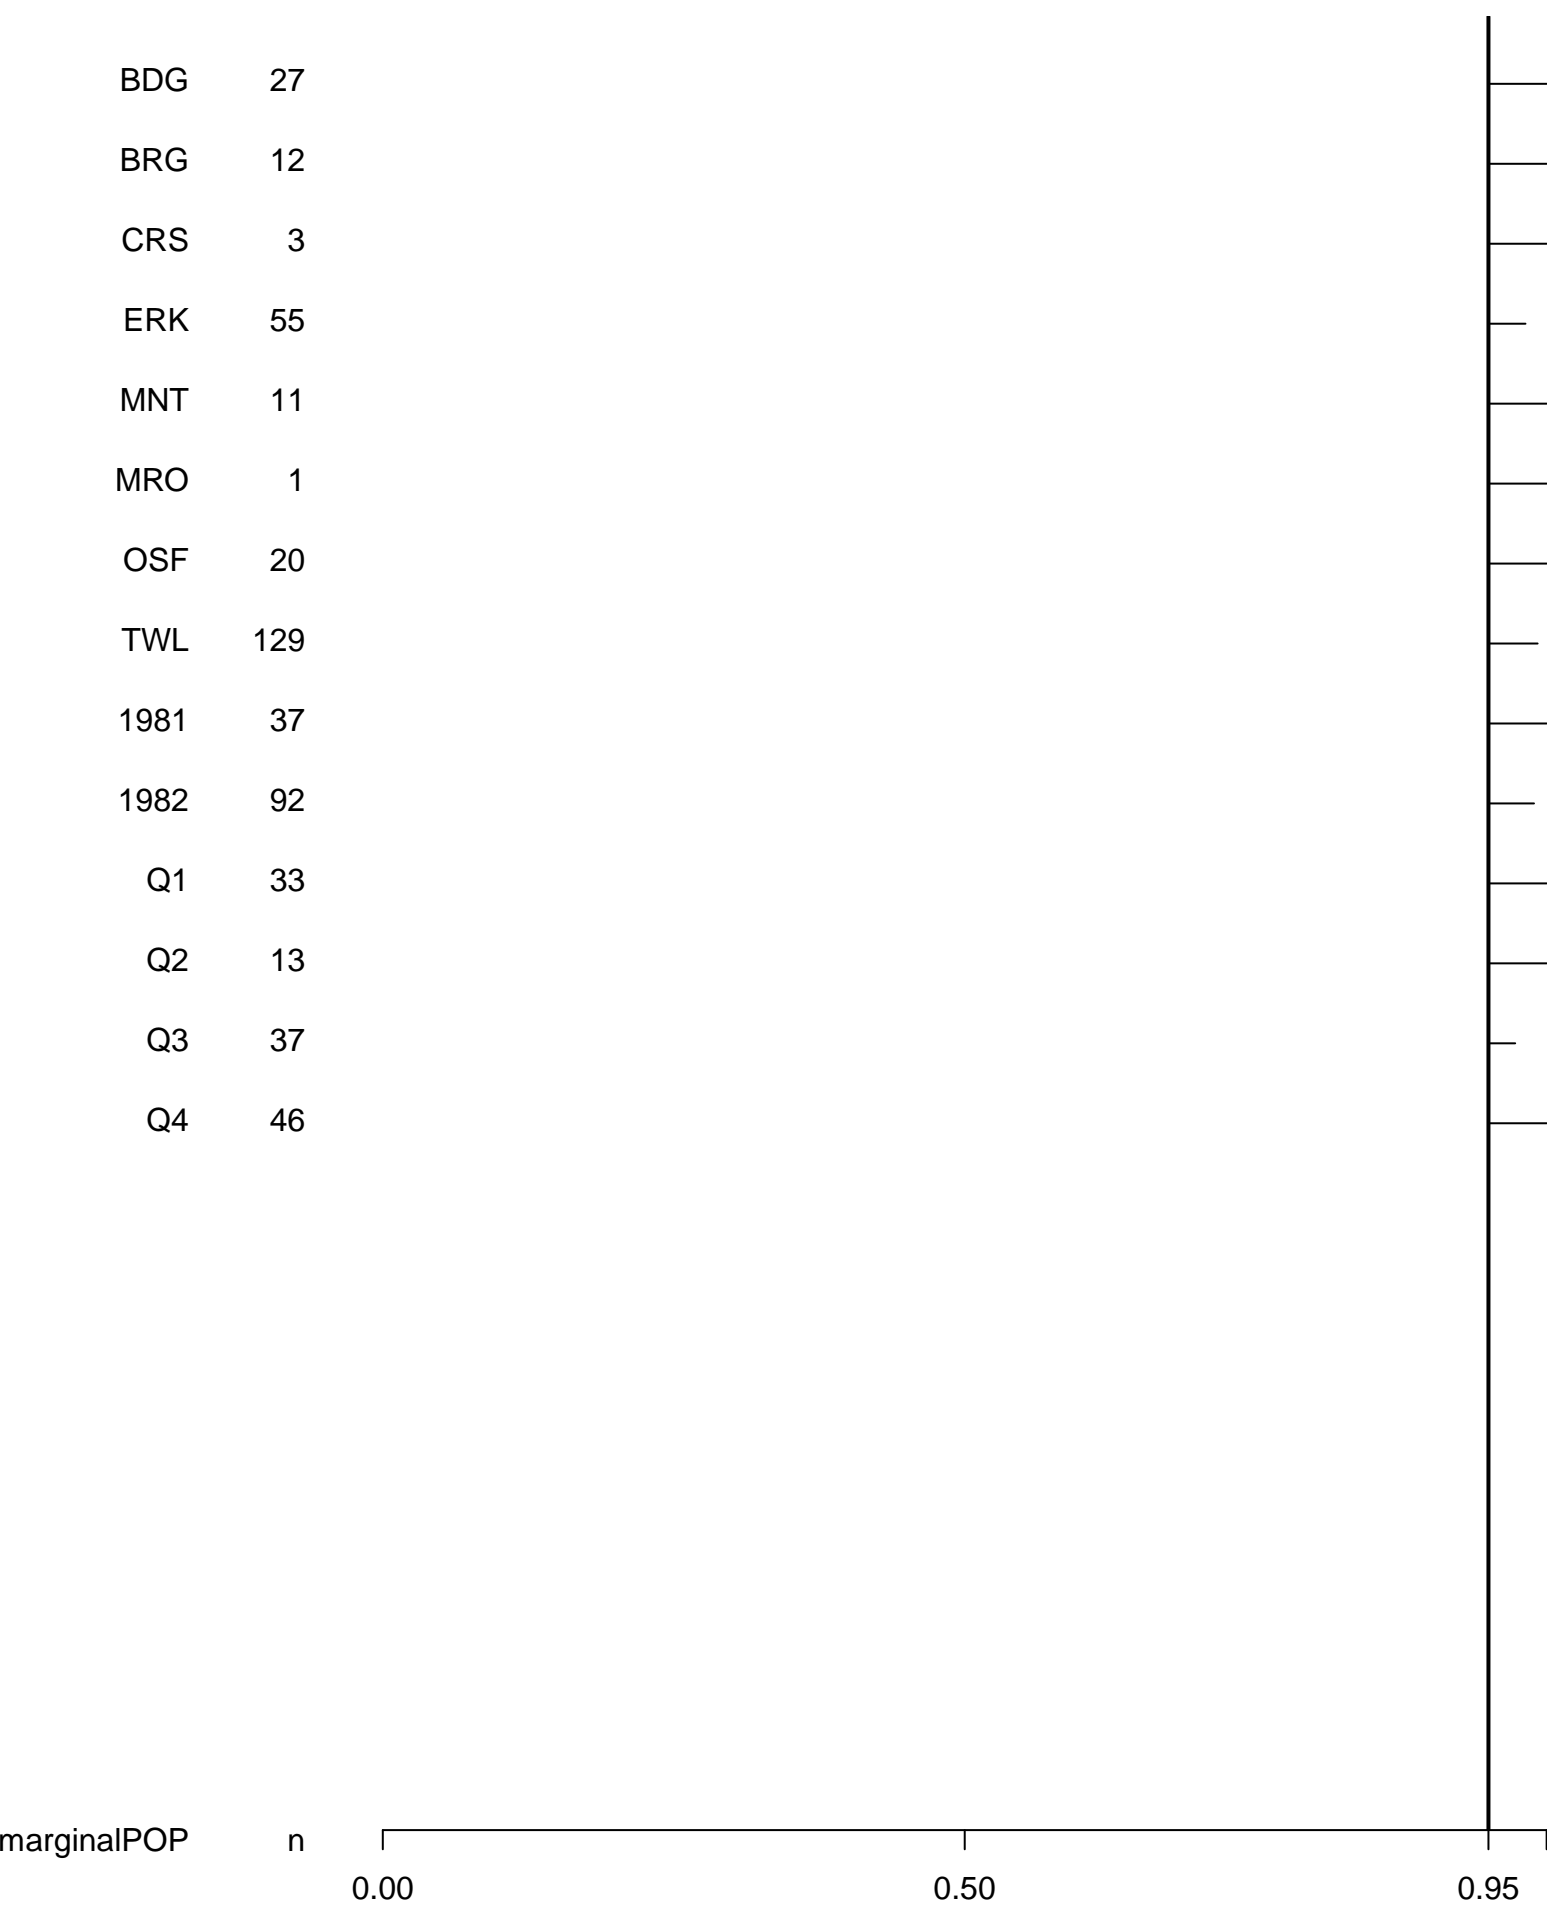 BDG 27
BRG 12
CRS 3
ERK 55
MNT 11
MRO 1
OSF 20
TWL 129
1981 37
1982 92
Q1 33
Q2 13
Q3 37
Q4 46
marginalPOP n
0.00 0.50 0.95